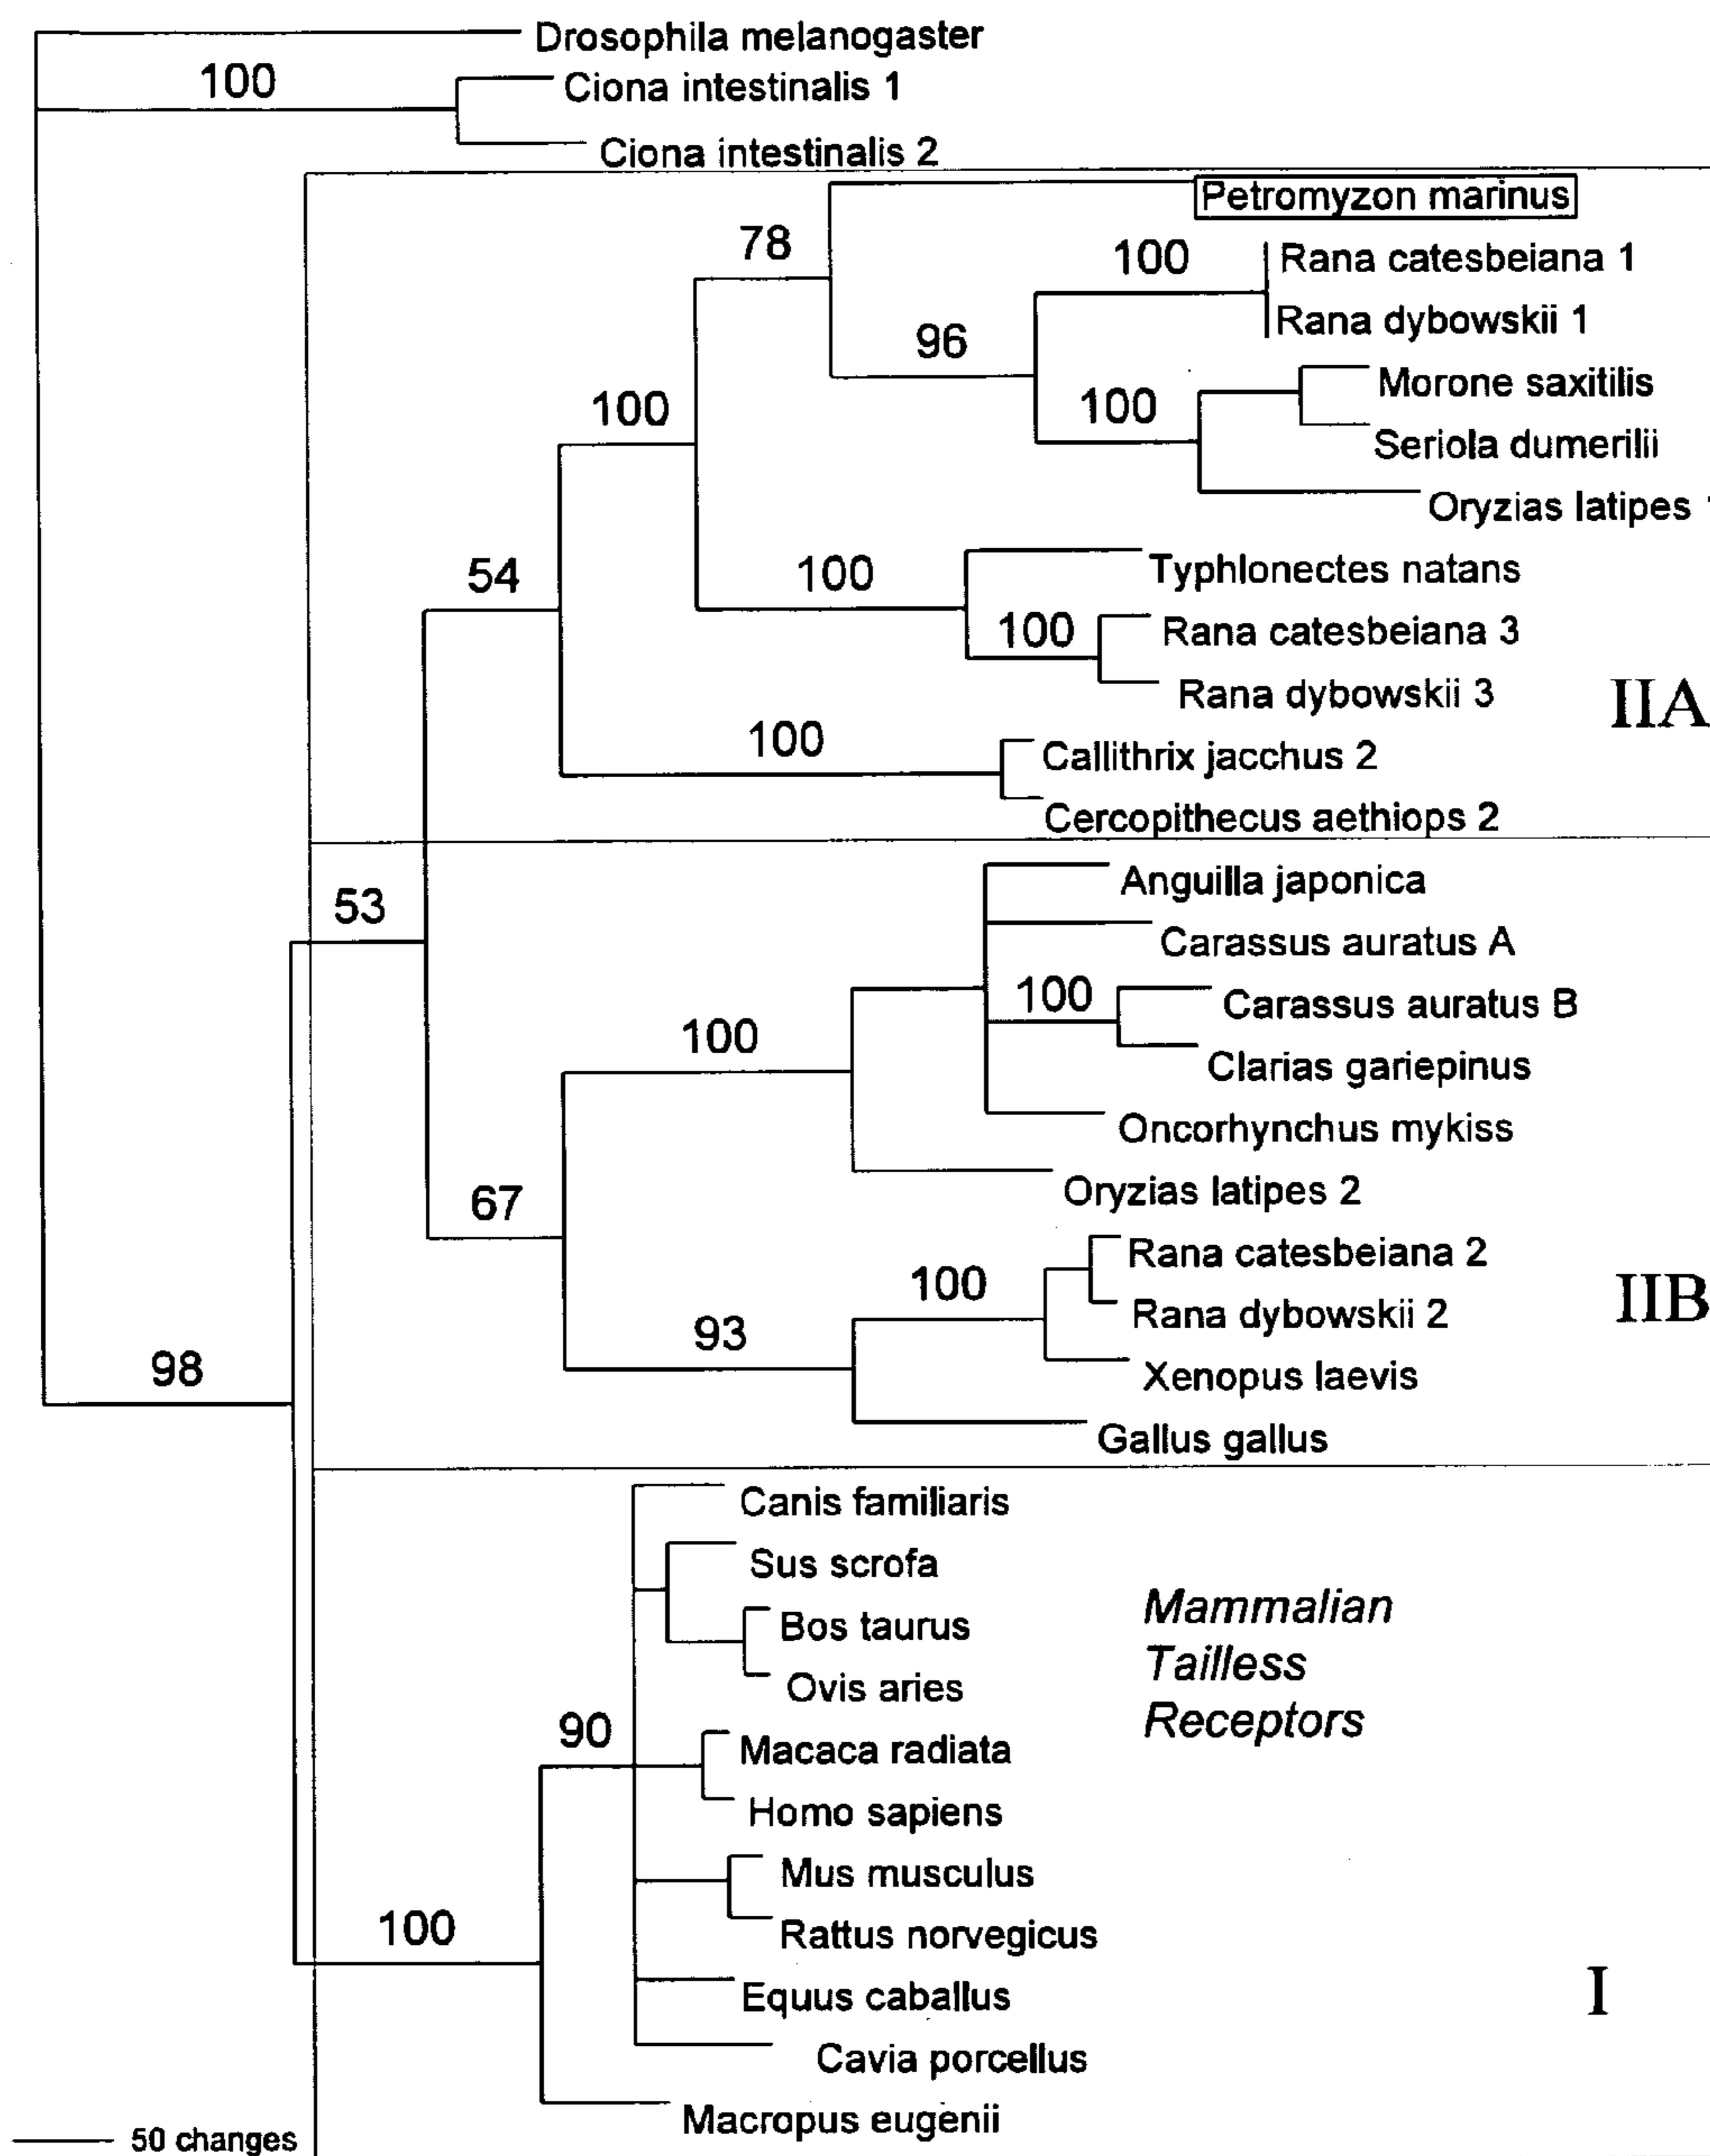 Drosophila melanogaster
100
Ciona intestinalis 1
Ciona intestinalis 2
Petromyzon marinus
78
100
Rana catesbeiana 1
Rana dybowskii 1
96
Morone saxitilis
100
100
Seriola dumerilii
Oryzias latipes 1
54
100
Typhlonectes natans
100
Rana catesbeiana 3
Rana dybowskii 3
IIA
100
Callithrix jacchus 2
Cercopithecus aethiops 2
53
Anguilla japonica
Carassus auratus A
100
Carassus auratus B
100
Clarias gariepinus
Oncorhynchus mykiss
67
Oryzias latipes 2
Rana catesbeiana 2
100
Rana dybowskii 2
IIB
93
98
Xenopus laevis
Gallus gallus
Canis familiaris
Sus scrofa
Bos taurus
Ovis aries
Mammalian
Tailless
Receptors
90
Macaca radiata
Homo sapiens
Mus musculus
100
Rattus norvegicus
Equus caballus
I
Cavia porcellus
Macropus eugenii
50 changes